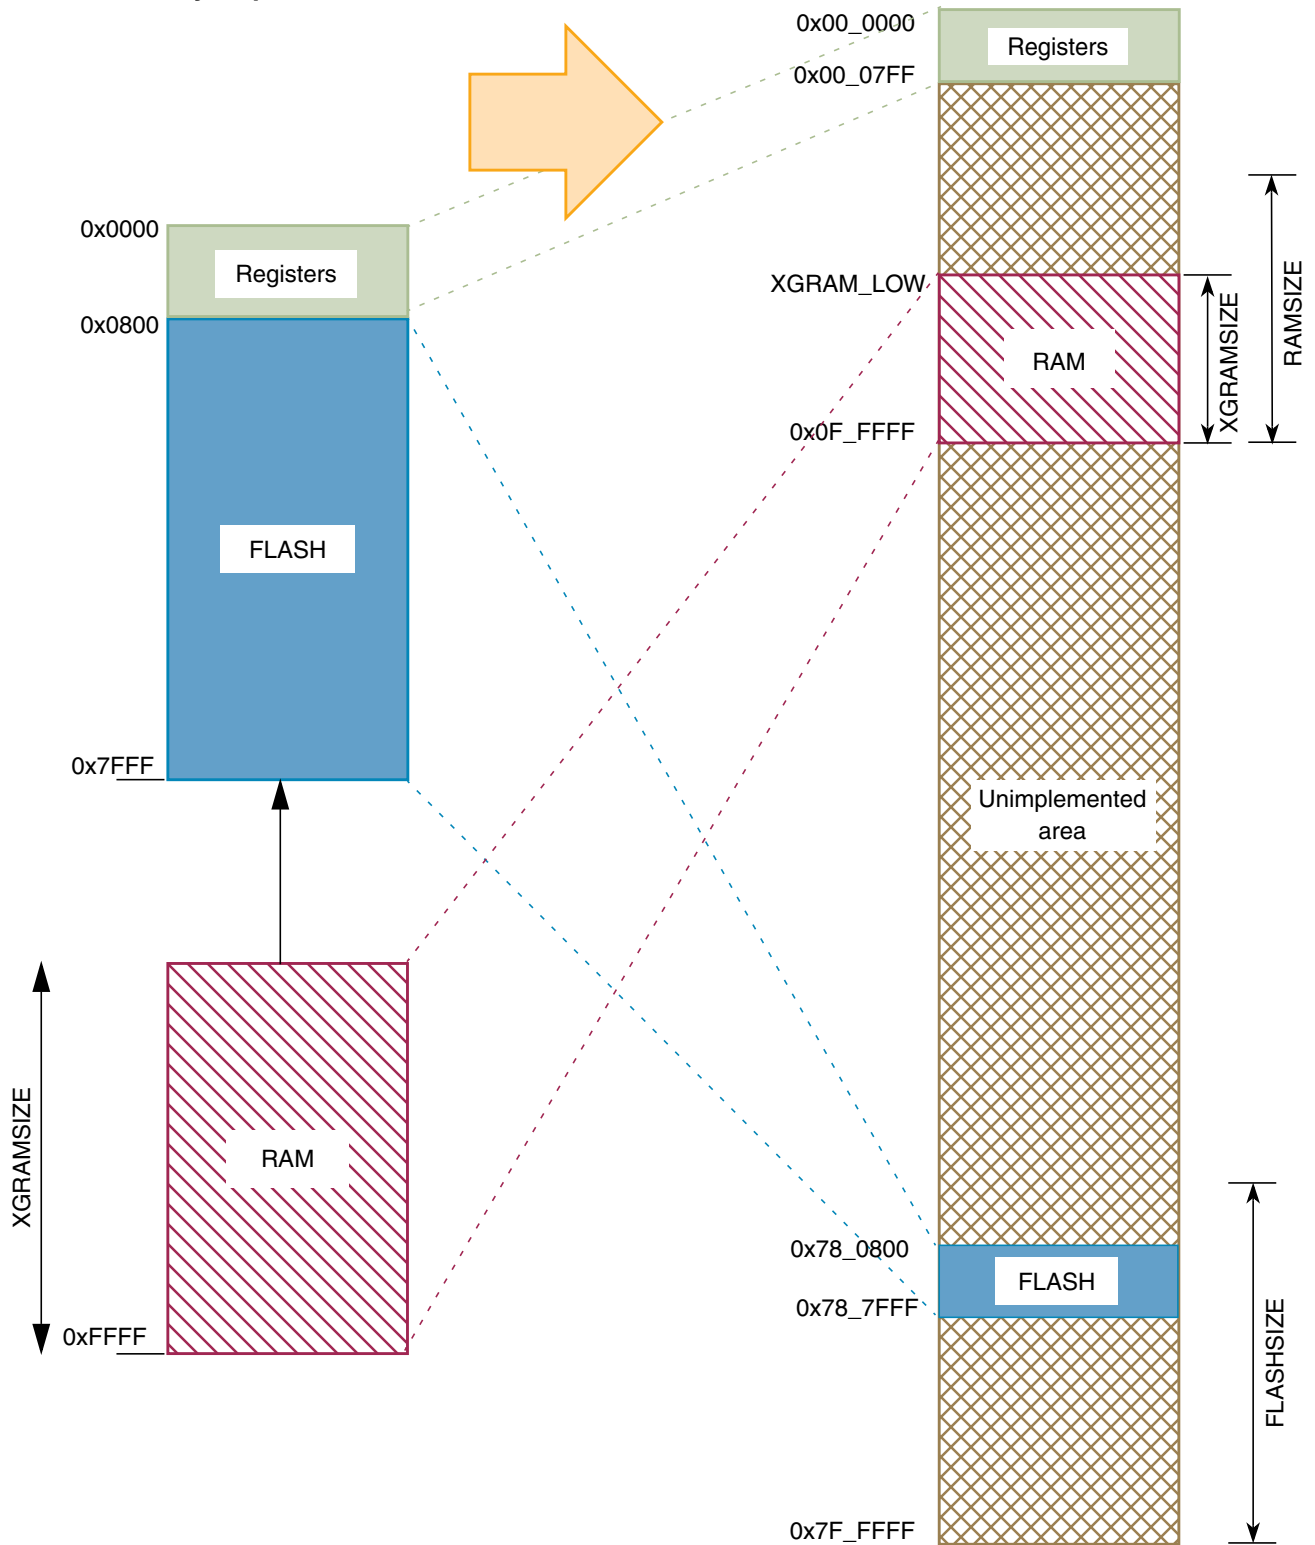 0x0000
Registers
0x0800
FLASH
0x7FFF
XGRAMSIZE
RAM
0xFFFF
0x00_0000
Registers
0x00_07FF
XGRAM_LOW
RAM
0x0F_FFFF
XGRAMSIZE
RAMSIZE
Unimplemented
area
0x78_0800
FLASH
0x78_7FFF
FLASHSIZE
0x7F_FFFF